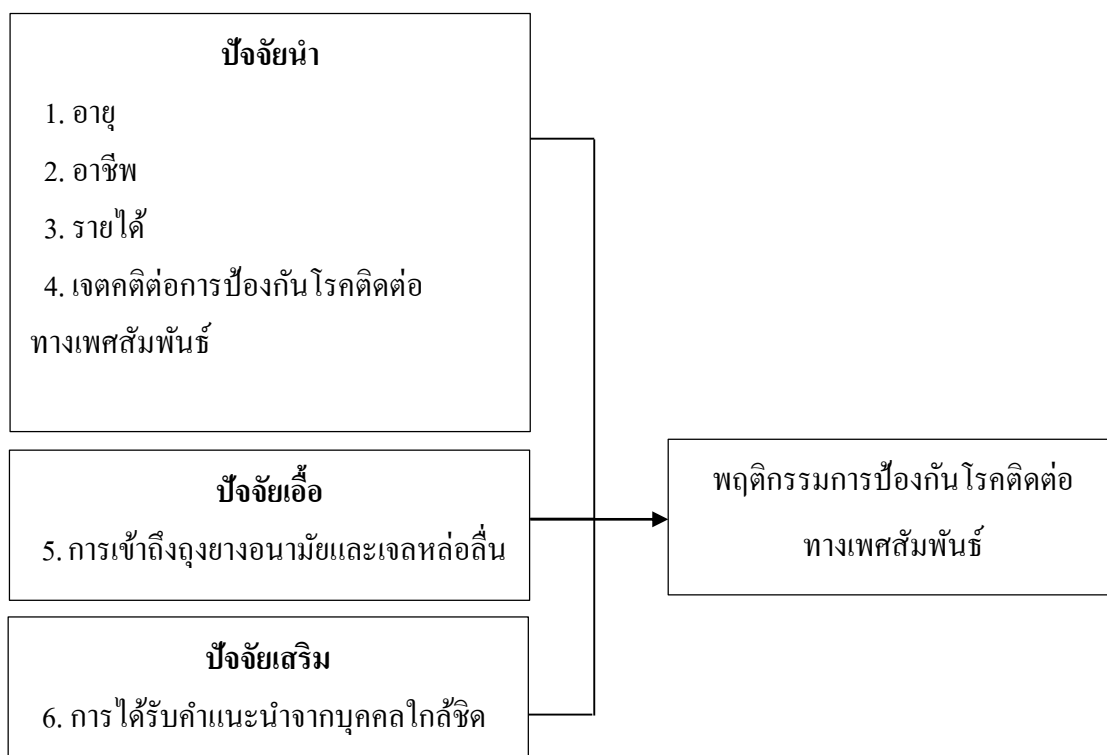 ปัจจัยนำ
1. อายุ
2. อาชีพ
3. รายได้
4. เจตคติต่อการป้องกันโรคติดต่อ
ทางเพศสัมพันธ์
ปัจจัยเอื้อ
5. การเข้าถึงถุงยางอนามัยและเจลหล่อลื่น
ปัจจัยเสริม
6. การได้รับคำแนะนำจากบุคคลใกล้ชิด
พฤติกรรมการป้องกันโรคติดต่อ
ทางเพศสัมพันธ์